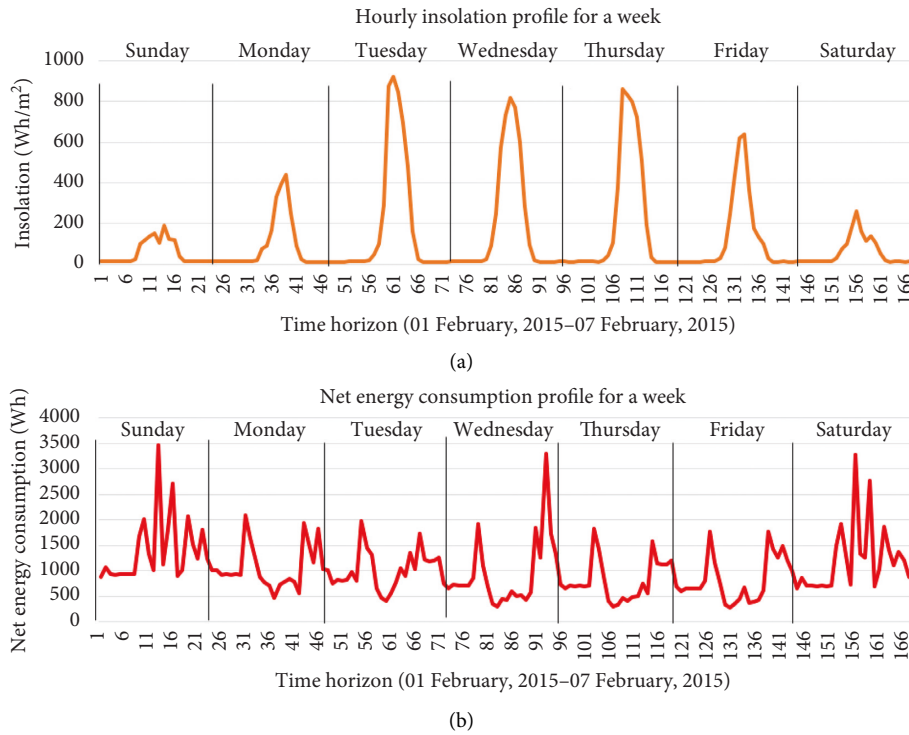 Hourly insolation profile for a week
Sunday Monday Tuesday Wednesday Thursday Friday Saturday
Insolation (Wh/m²)
1000
800
600
400
200
0
1 6 11 16 21 26 31 36 41 46 51 56 61 66 71 76 81 86 91 96 101 106 111 116 121 126 131 136 141 146 151 156 161 166
Time horizon (01 February, 2015–07 February, 2015)
(a)
Net energy consumption profile for a week
Sunday Monday Tuesday Wednesday Thursday Friday Saturday
Net energy consumption (Wh)
4000
3500
3000
2500
2000
1500
1000
500
0
1 6 11 16 21 26 31 36 41 46 51 56 61 66 71 76 81 86 91 96 101 106 111 116 121 126 131 136 141 146 151 156 161 166
Time horizon (01 February, 2015–07 February, 2015)
(b)